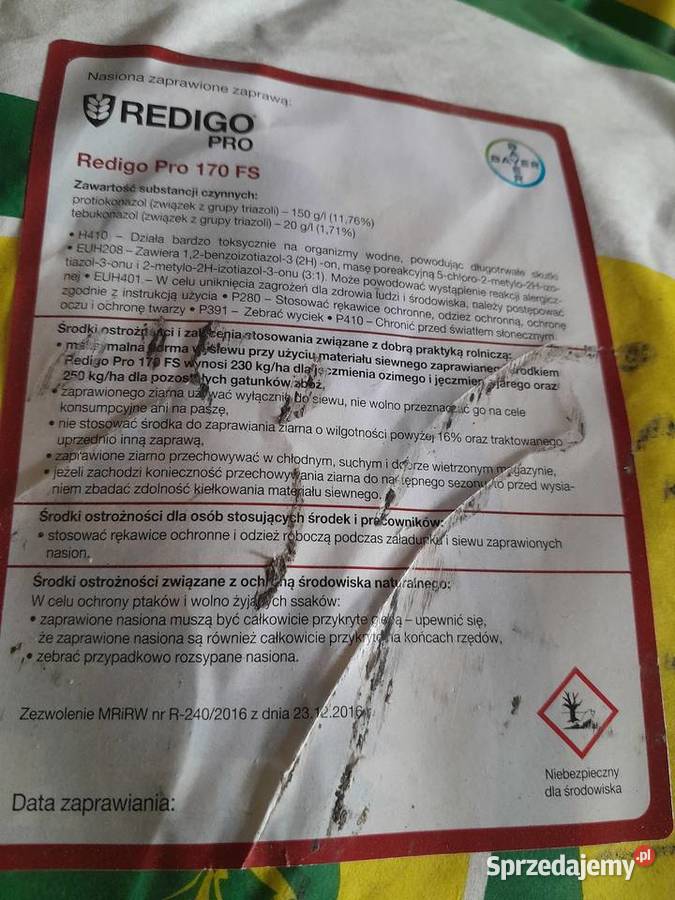 Nasiona zaprawione zaprawą:
REDIGO
PRO
BAYER
BAYER
Redigo Pro 170 FS
Zawartość substancji czynnych:
protiokonazol (związek z grupy triazoli) – 150 g/l (11,76%)
tebukonazol (związek z grupy triazoli) – 20 g/l (1,71%)
• H410 – Działa bardzo toksycznie na organizmy wodne, powodując długotrwałe skutki
• EUH208 – Zawiera 1,2-benzoizotiazol-3 (2H) -on, masę poreakcyjną 5-chloro-2-metylo-2H-izo-
tiazol-3-onu i 2-metylo-2H-izotiazol-3-onu (3:1). Może powodować wystąpienie reakcji alergicz-
nej • EUH401 – W celu uniknięcia zagrożeń dla zdrowia ludzi i środowiska, należy postępować
zgodnie z instrukcją użycia • P280 – Stosować rękawice ochronne, odzież ochronną, ochronę
oczu i ochronę twarzy • P391 – Zebrać wyciek • P410 – Chronić przed światłem słonecznym.
Środki ostrożności i zalecenia stosowania związane z dobrą praktyką rolniczą:
• maksymalna norma wysiewu przy użyciu materiału siewnego zaprawianego środkiem
Redigo Pro 170 FS wynosi 230 kg/ha dla jęczmienia ozimego i jęczmienia jarego oraz
250 kg/ha dla pozostałych gatunków zbóż,
• zaprawionego ziarna używać wyłącznie do siewu, nie wolno przeznaczać go na cele
konsumpcyjne ani na paszę,
• nie stosować środka do zaprawiania ziarna o wilgotności powyżej 16% oraz traktowanego
uprzednio inną zaprawą,
• zaprawione ziarno przechowywać w chłodnym, suchym i dobrze wietrzonym magazynie,
• jeżeli zachodzi konieczność przechowywania ziarna do następnego sezonu, to przed wysia-
niem zbadać zdolność kiełkowania materiału siewnego.
Środki ostrożności dla osób stosujących środek i pracowników:
• stosować rękawice ochronne i odzież roboczą podczas załadunku i siewu zaprawionych
nasion.
Środki ostrożności związane z ochroną środowiska naturalnego:
W celu ochrony ptaków i wolno żyjących ssaków:
• zaprawione nasiona muszą być całkowicie przykryte glebą – upewnić się,
że zaprawione nasiona są również całkowicie przykryte na końcach rzędów,
• zebrać przypadkowo rozsypane nasiona.
Zezwolenie MRiRW nr R-240/2016 z dnia 23.12.2016
Niebezpieczny
dla środowiska
Data zaprawiania:
Sprzedajemy.pl